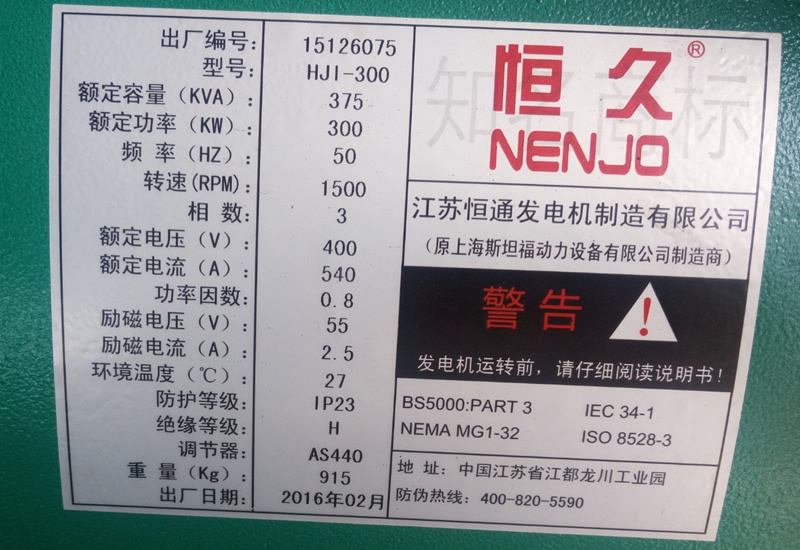 出厂编号: 15126075
型号: HJI-300
额定容量（KVA）: 375
额定功率（KW）: 300
频 率（HZ）: 50
转速(RPM): 1500
相 数: 3
额定电压（V）: 400
额定电流（A）: 540
功率因数: 0.8
励磁电压（V）: 55
励磁电流（A）: 2.5
环境温度（℃）: 27
防护等级: IP23
绝缘等级: H
调节器: AS440
重 量（Kg）: 915
出厂日期: 2016年02月
知名商标
恒久®
NENJO
江苏恒通发电机制造有限公司
（原上海斯坦福动力设备有限公司制造商）
警告
发电机运转前，请仔细阅读说明书！
BS5000:PART 3 IEC 34-1
NEMA MG1-32 ISO 8528-3
地 址: 中国江苏省江都龙川工业园
防伪热线: 400-820-5590